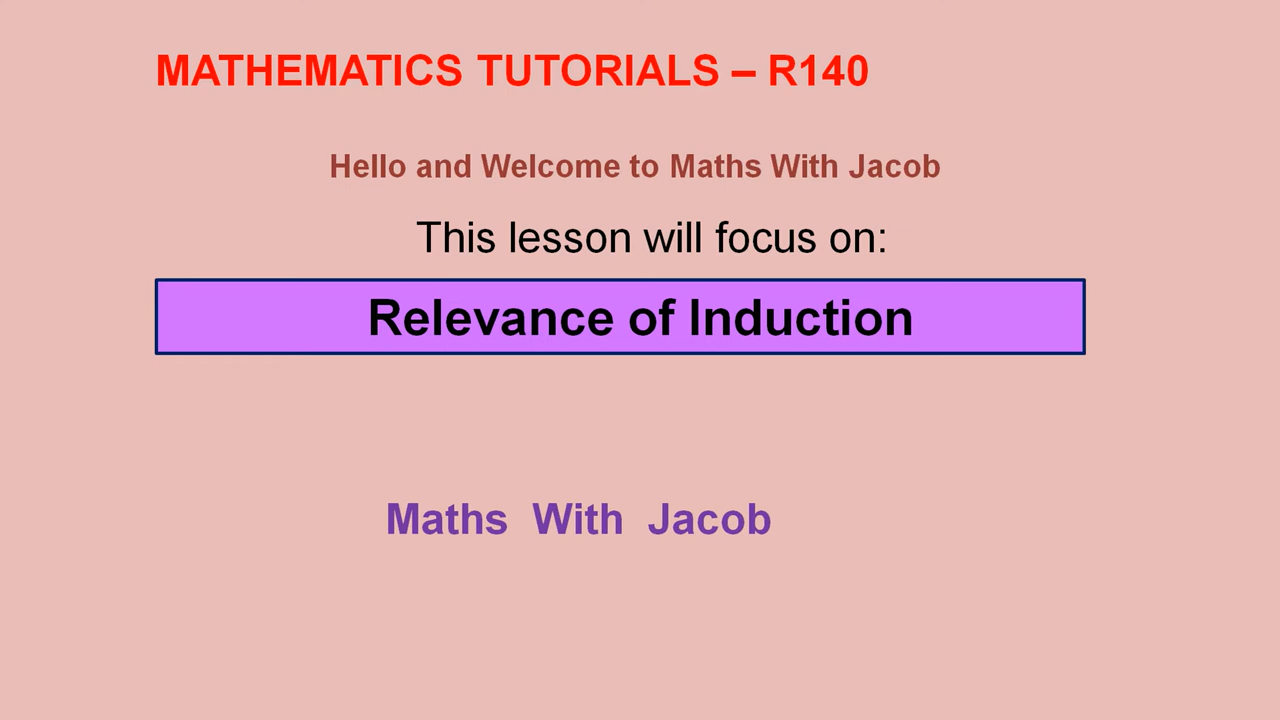 MATHEMATICS TUTORIALS – R140
Hello and Welcome to Maths With Jacob
This lesson will focus on:
Relevance of Induction
Maths With Jacob